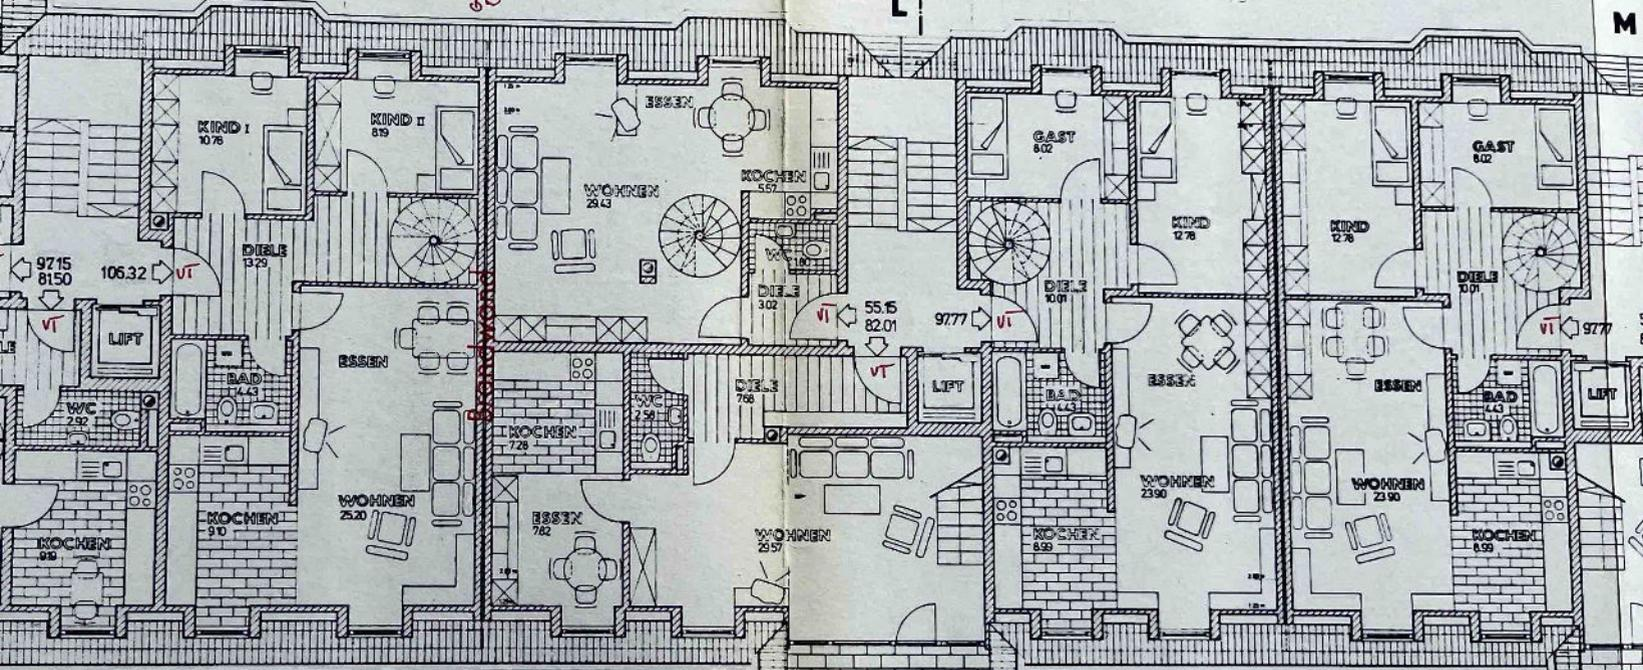 L
M
KIND I
10.76
KIND II
8.19
DIELE
13.29
97.15
81.50
106.32
VT
VT
LIFT
WC
2.92
BAD
4.43
ESSEN
WOHNEN
25.20
KOCHEN
9.10
KOCHEN
9.19
ESSEN
WOHNEN
29.43
KOCHEN
5.57
WC
1.80
DIELE
3.02
VT
55.15
82.01
VT
97.77
VT
LIFT
KOCHEN
7.28
WC
2.58
DIELE
7.68
ESSEN
7.82
WOHNEN
29.57
GAST
8.02
KIND
12.78
DIELE
10.01
BAD
4.43
ESSEN
WOHNEN
23.90
KOCHEN
8.99
KIND
12.78
GAST
8.02
DIELE
10.01
VT
97.77
LIFT
ESSEN
BAD
4.43
WOHNEN
23.90
KOCHEN
8.99